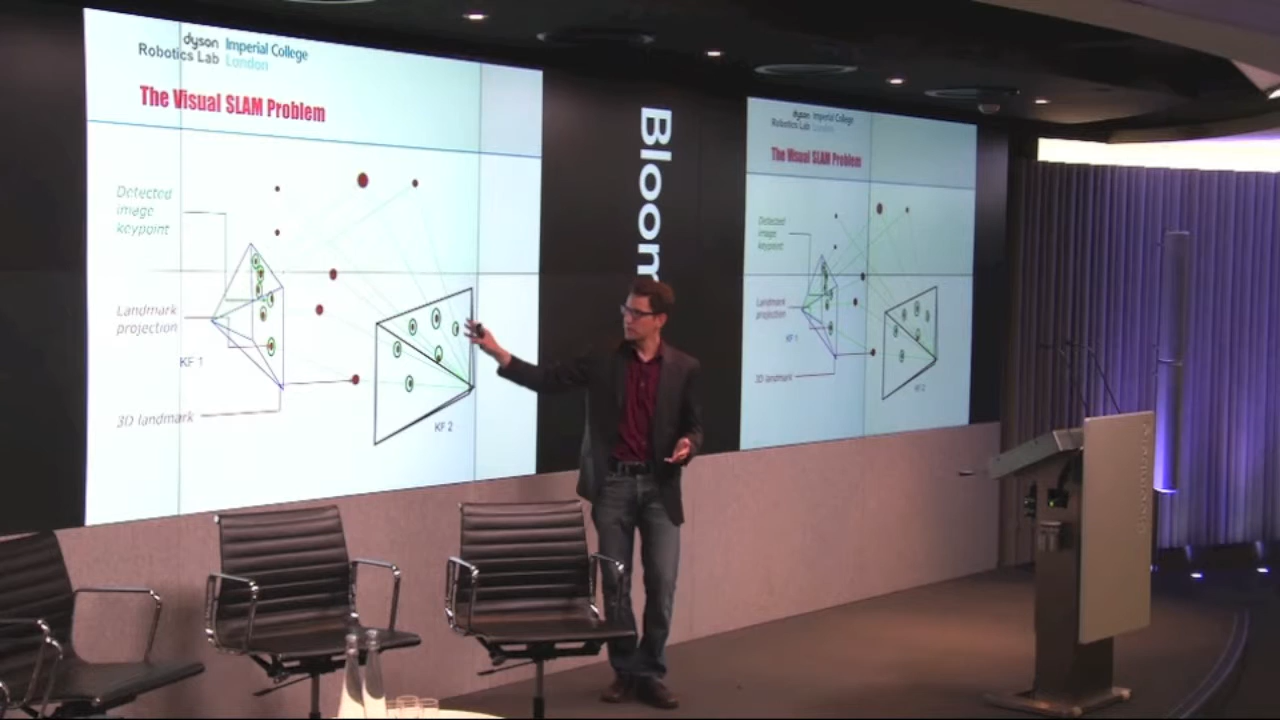 dyson Imperial College
Robotics Lab London
The Visual SLAM Problem
Detected
image
keypoint
Landmark
projection
KF 1
3D landmark
KF 2
Bloom
dyson Imperial College
Robotics Lab London
The Visual SLAM Problem
Detected
image
keypoint
Landmark
projection
KF 1
3D landmark
KF 2